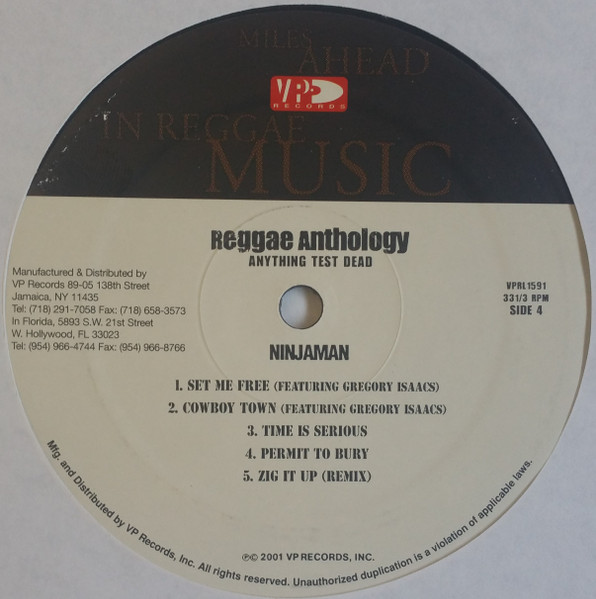 MILES
AHEAD
VP
RECORDS
IN REGGAE
MUSIC
Reggae Anthology
ANYTHING TEST DEAD
Manufactured & Distributed by
VP Records 89-05 138th Street
Jamaica, NY 11435
Tel: (718) 291-7058 Fax: (718) 658-3573
In Florida, 5893 S.W. 21st Street
W. Hollywood, FL 33023
Tel: (954) 966-4744 Fax: (954) 966-8766
VPRL1591
331/3 RPM
SIDE 4
NINJAMAN
1. SET ME FREE (FEATURING GREGORY ISAACS)
2. COWBOY TOWN (FEATURING GREGORY ISAACS)
3. TIME IS SERIOUS
4. PERMIT TO BURY
5. ZIG IT UP (REMIX)
℗© 2001 VP RECORDS, INC.
Mfg. and Distributed by VP Records, Inc. All rights reserved. Unauthorized duplication is a violation of applicable laws.